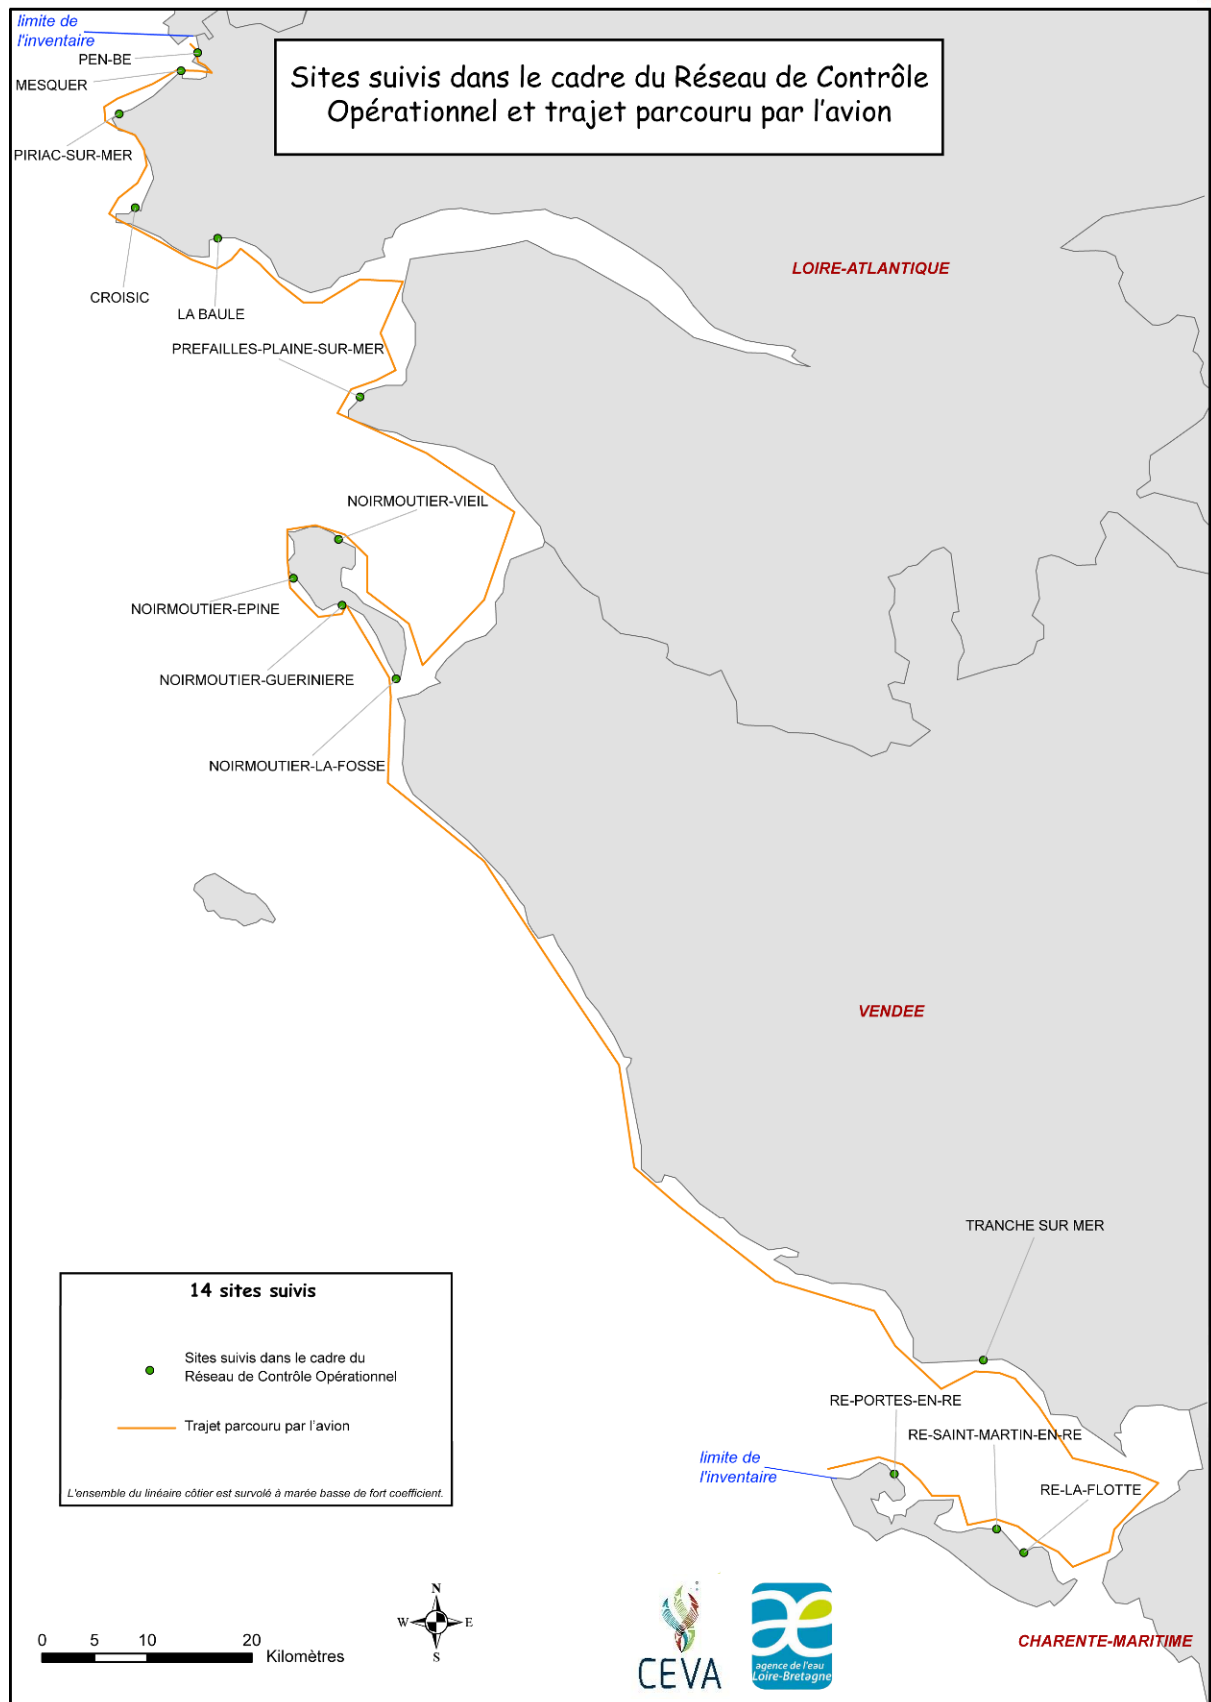 limite de
l'inventaire
PEN-BE
MESQUER
PIRIAC-SUR-MER
CROISIC
LA BAULE
PREFAILLES-PLAINE-SUR-MER
Sites suivis dans le cadre du Réseau de Contrôle
Opérationnel et trajet parcouru par l'avion
LOIRE-ATLANTIQUE
NOIRMOUTIER-VIEIL
NOIRMOUTIER-EPINE
NOIRMOUTIER-GUERINIERE
NOIRMOUTIER-LA-FOSSE
VENDEE
TRANCHE SUR MER
RE-PORTES-EN-RE
RE-SAINT-MARTIN-EN-RE
limite de
l'inventaire
RE-LA-FLOTTE
14 sites suivis
Sites suivis dans le cadre du
Réseau de Contrôle Opérationnel
Trajet parcouru par l'avion
L'ensemble du linéaire côtier est survolé à marée basse de fort coefficient.
N
W E
S
0 5 10 20 Kilomètres
CEVA
agence de l'eau
Loire-Bretagne
CHARENTE-MARITIME